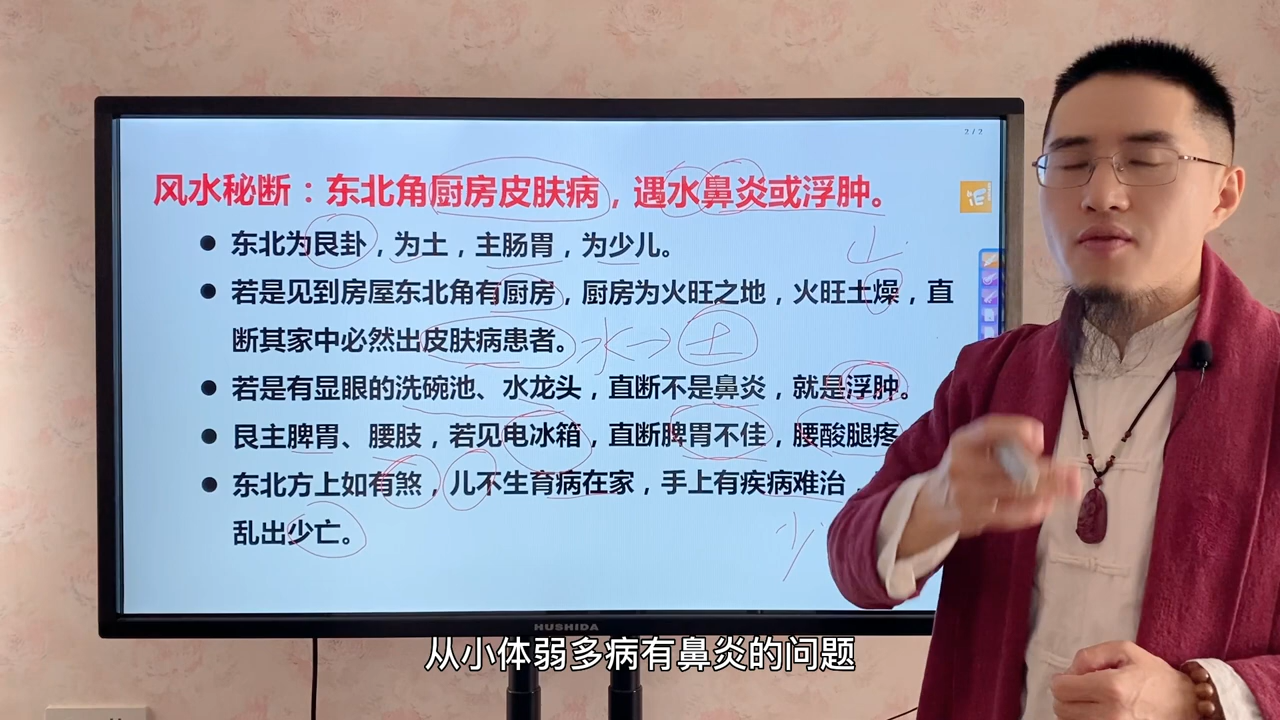 2 / 2
风水秘断：东北角厨房皮肤病，遇水鼻炎或浮肿。
iE
● 东北为艮卦，为土，主肠胃，为少儿。
山
● 若是见到房屋东北角有厨房，厨房为火旺之地，火旺土燥，直
断其家中必然出皮肤病患者。
水→土
● 若是有显眼的洗碗池、水龙头，直断不是鼻炎，就是浮肿。
● 艮主脾胃、腰肢，若见电冰箱，直断脾胃不佳，腰酸腿疼
● 东北方上如有煞，儿不生育病在家，手上有疾病难治，
乱出少亡。
少
HUSHIDA
从小体弱多病有鼻炎的问题